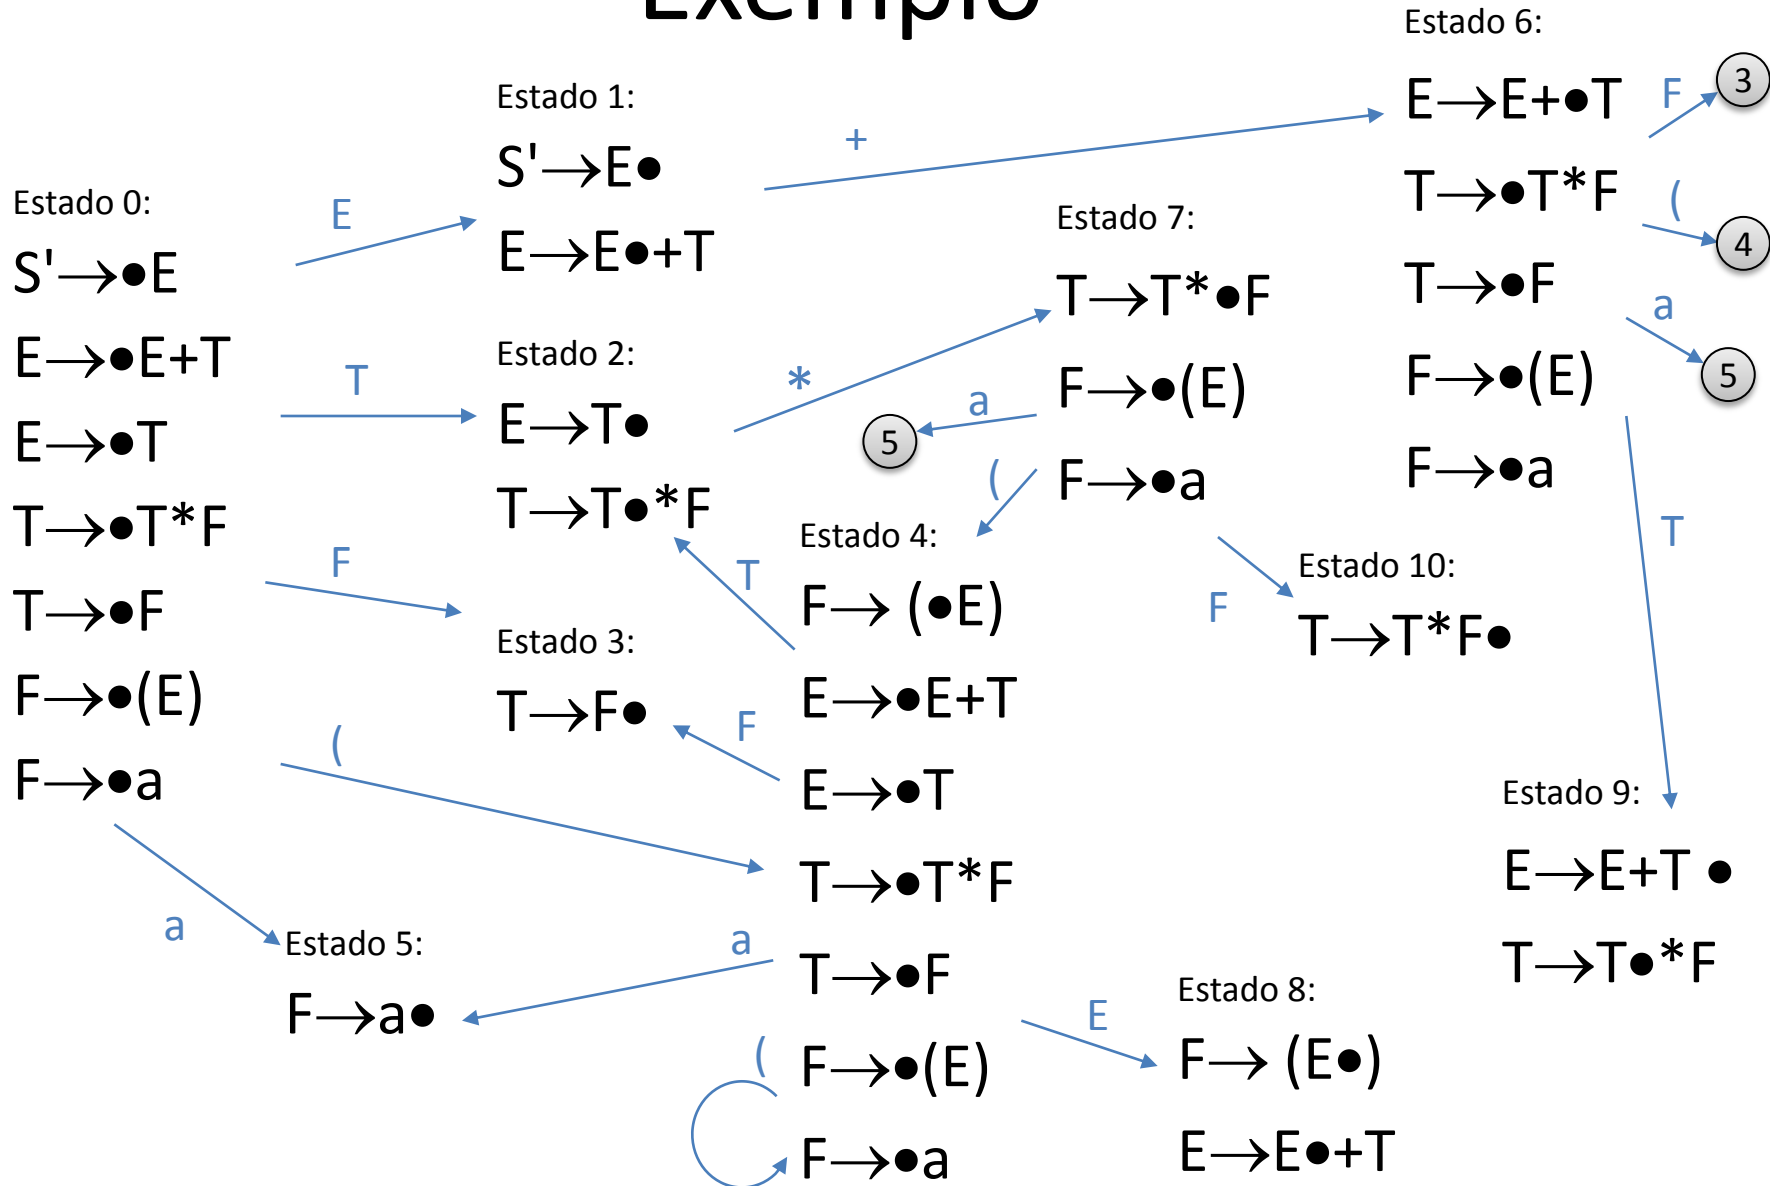 Exemplo
Estado 0:
S'→●E
E→●E+T
E→●T
T→●T*F
T→●F
F→●(E)
F→●a
E
T
F
(
a
Estado 1:
S'→E●
E→E●+T
+
Estado 2:
E→T●
T→T●*F
*
Estado 3:
T→F●
Estado 5:
F→a●
Estado 4:
F→ (●E)
E→●E+T
E→●T
T→●T*F
T→●F
F→●(E)
F→●a
T
F
a
(
E
Estado 7:
T→T*●F
F→●(E)
F→●a
a
5
(
F
Estado 10:
T→T*F●
Estado 8:
F→ (E●)
E→E●+T
Estado 6:
E→E+●T
T→●T*F
T→●F
F→●(E)
F→●a
F
3
(
4
a
5
T
Estado 9:
E→E+T ●
T→T●*F